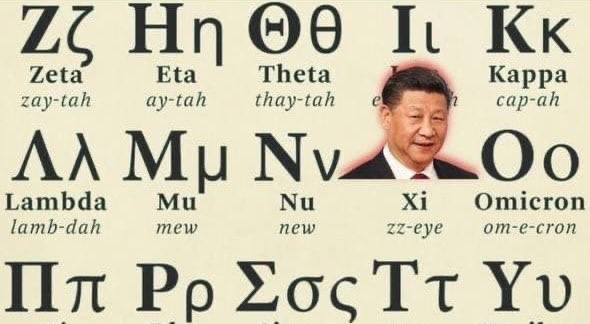 Ζζ Ηη Θθ Ιι Κκ
Zeta Eta Theta Kappa
zay-tah ay-tah thay-tah cap-ah
Λλ Μμ Νν Οο
Lambda Mu Nu Xi Omicron
lamb-dah mew new zz-eye om-e-cron
Ππ Ρρ Σσς Ττ Υυ